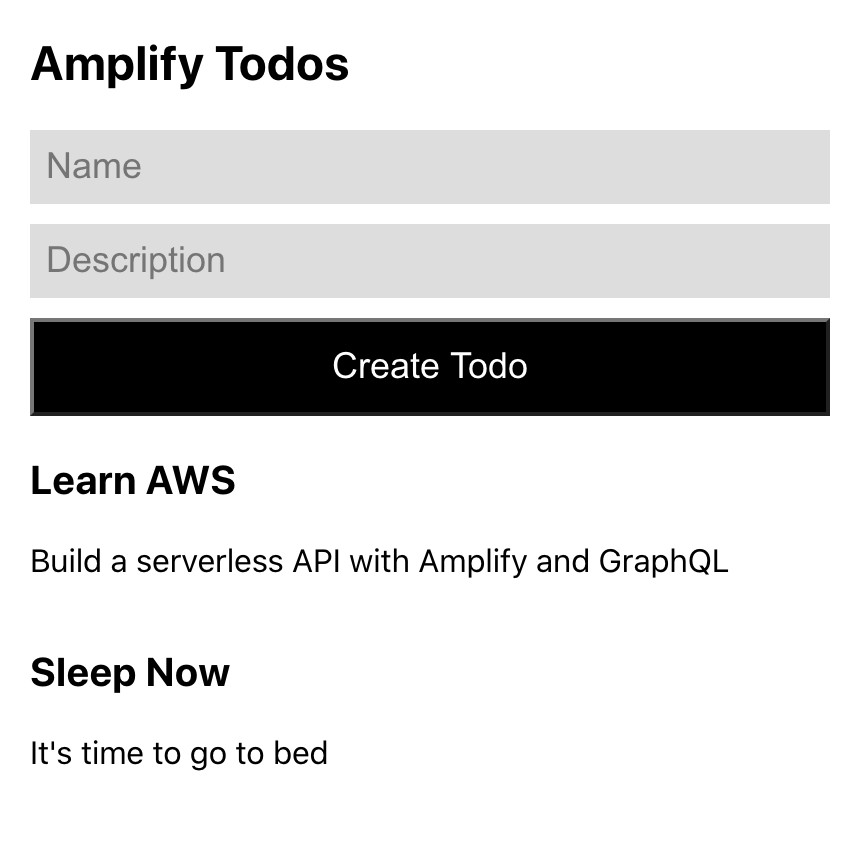 Amplify Todos
Name
Description
Create Todo
Learn AWS
Build a serverless API with Amplify and GraphQL
Sleep Now
It's time to go to bed